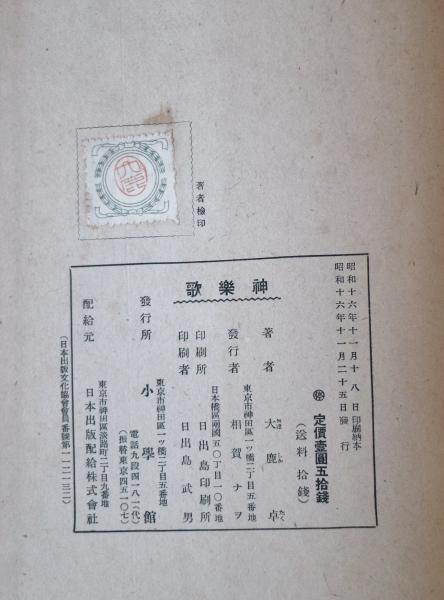 昭和十六年十一月十八日印刷納本
昭和十六年十一月二十五日發行
定價壹圓五拾錢
(送料拾錢)
神樂歌
著者 大鹿卓
おほしかたく
東京市神田區一ツ橋二丁目五番地
發行者 相賀ナヲ
日本橋區兩國五〇丁目一〇番地
印刷所 日出島印刷所
印刷者 日出島武男
東京市神田區一ツ橋二丁目五番地
發行所 小學館
電話九段四一八一(代)
(振替東京四五一〇七)
東京市神田區淡路町二丁目九番地
配給元 日本出版配給株式會社
(日本出版文化協會會員番號第一一二一三二)
著者檢印
大鹿